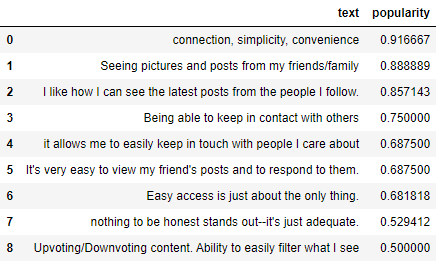 text popularity
0 connection, simplicity, convenience 0.916667
1 Seeing pictures and posts from my friends/family 0.888889
2 I like how I can see the latest posts from the people I follow. 0.857143
3 Being able to keep in contact with others 0.750000
4 it allows me to easily keep in touch with people I care about 0.687500
5 It's very easy to view my friend's posts and to respond to them. 0.687500
6 Easy access is just about the only thing. 0.681818
7 nothing to be honest stands out--it's just adequate. 0.529412
8 Upvoting/Downvoting content. Ability to easily filter what I see 0.500000